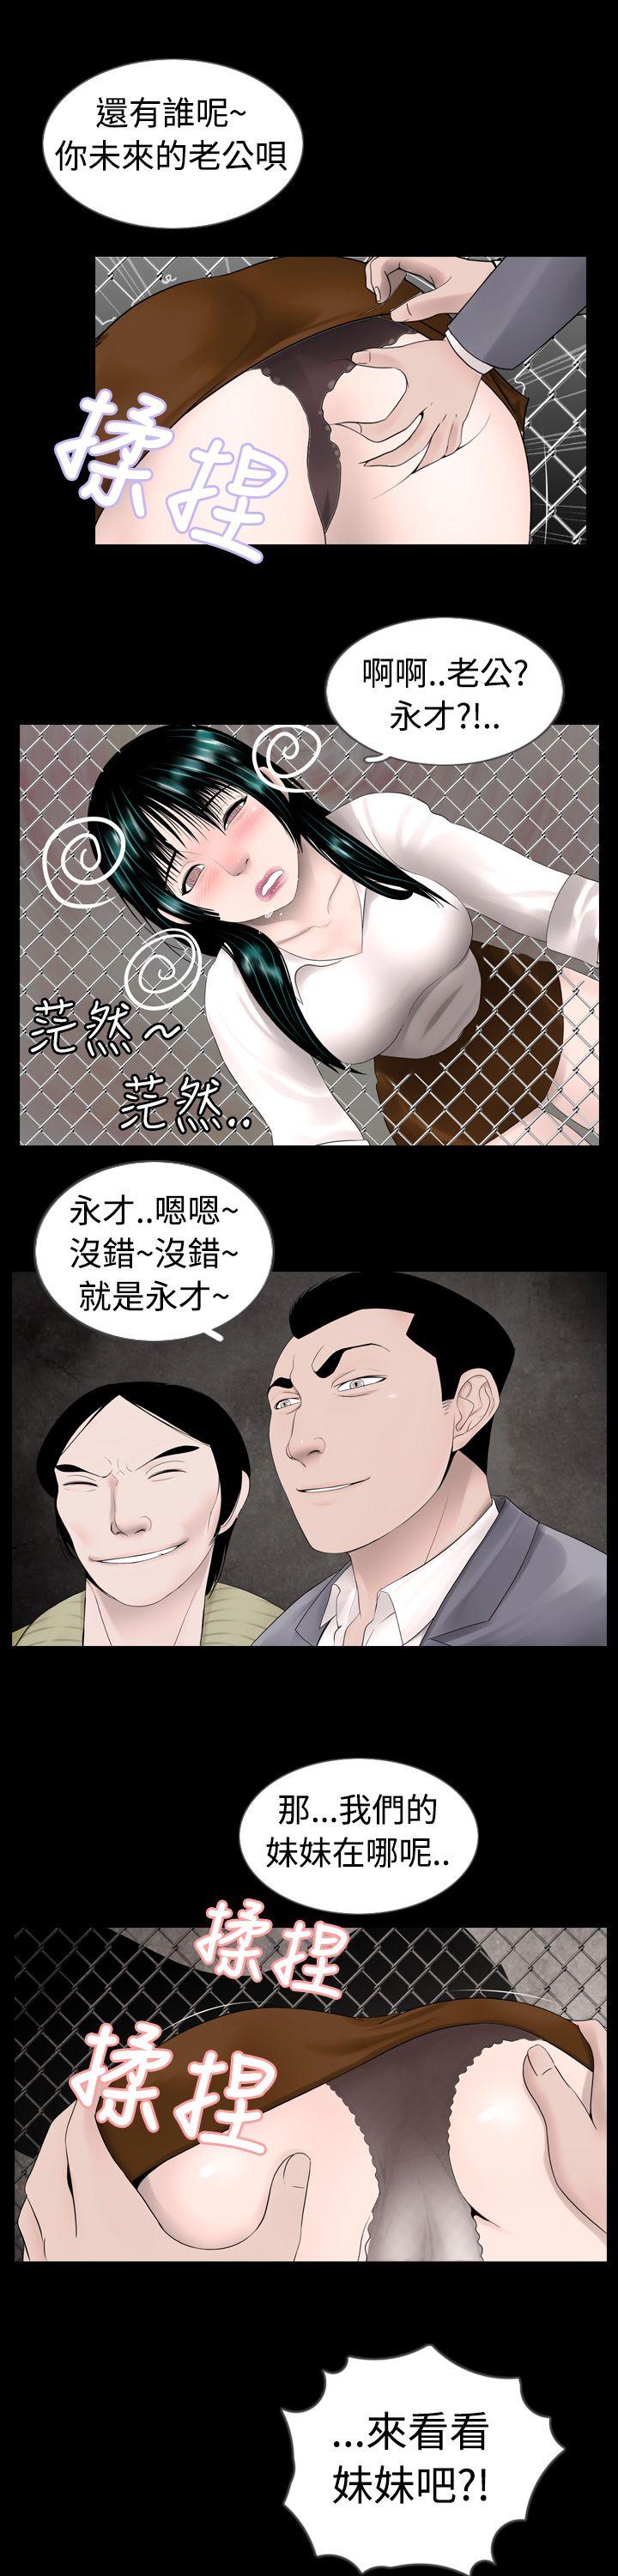 還有誰呢~
你未來的老公唄
揉捏
啊啊..老公?
永才?!..
茫然~
茫然..
永才..嗯嗯~
沒錯~沒錯~
就是永才~
那...我們的
妹妹在哪呢..
揉捏
揉捏
...來看看
妹妹吧?!